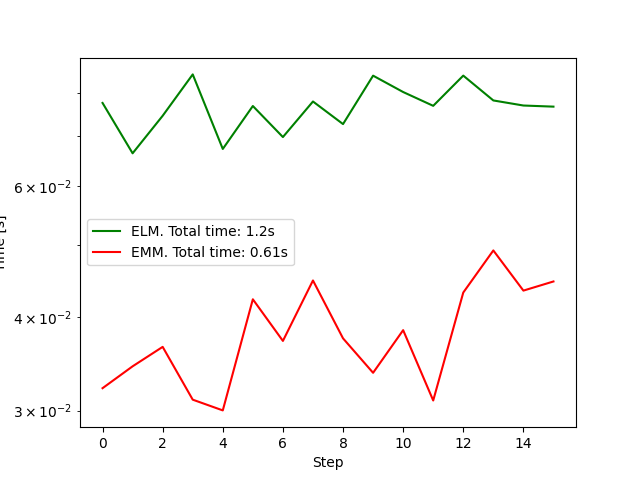 6 × 10⁻²
4 × 10⁻²
3 × 10⁻²
ELM. Total time: 1.2s
EMM. Total time: 0.61s
0 2 4 6 8 10 12 14
Step